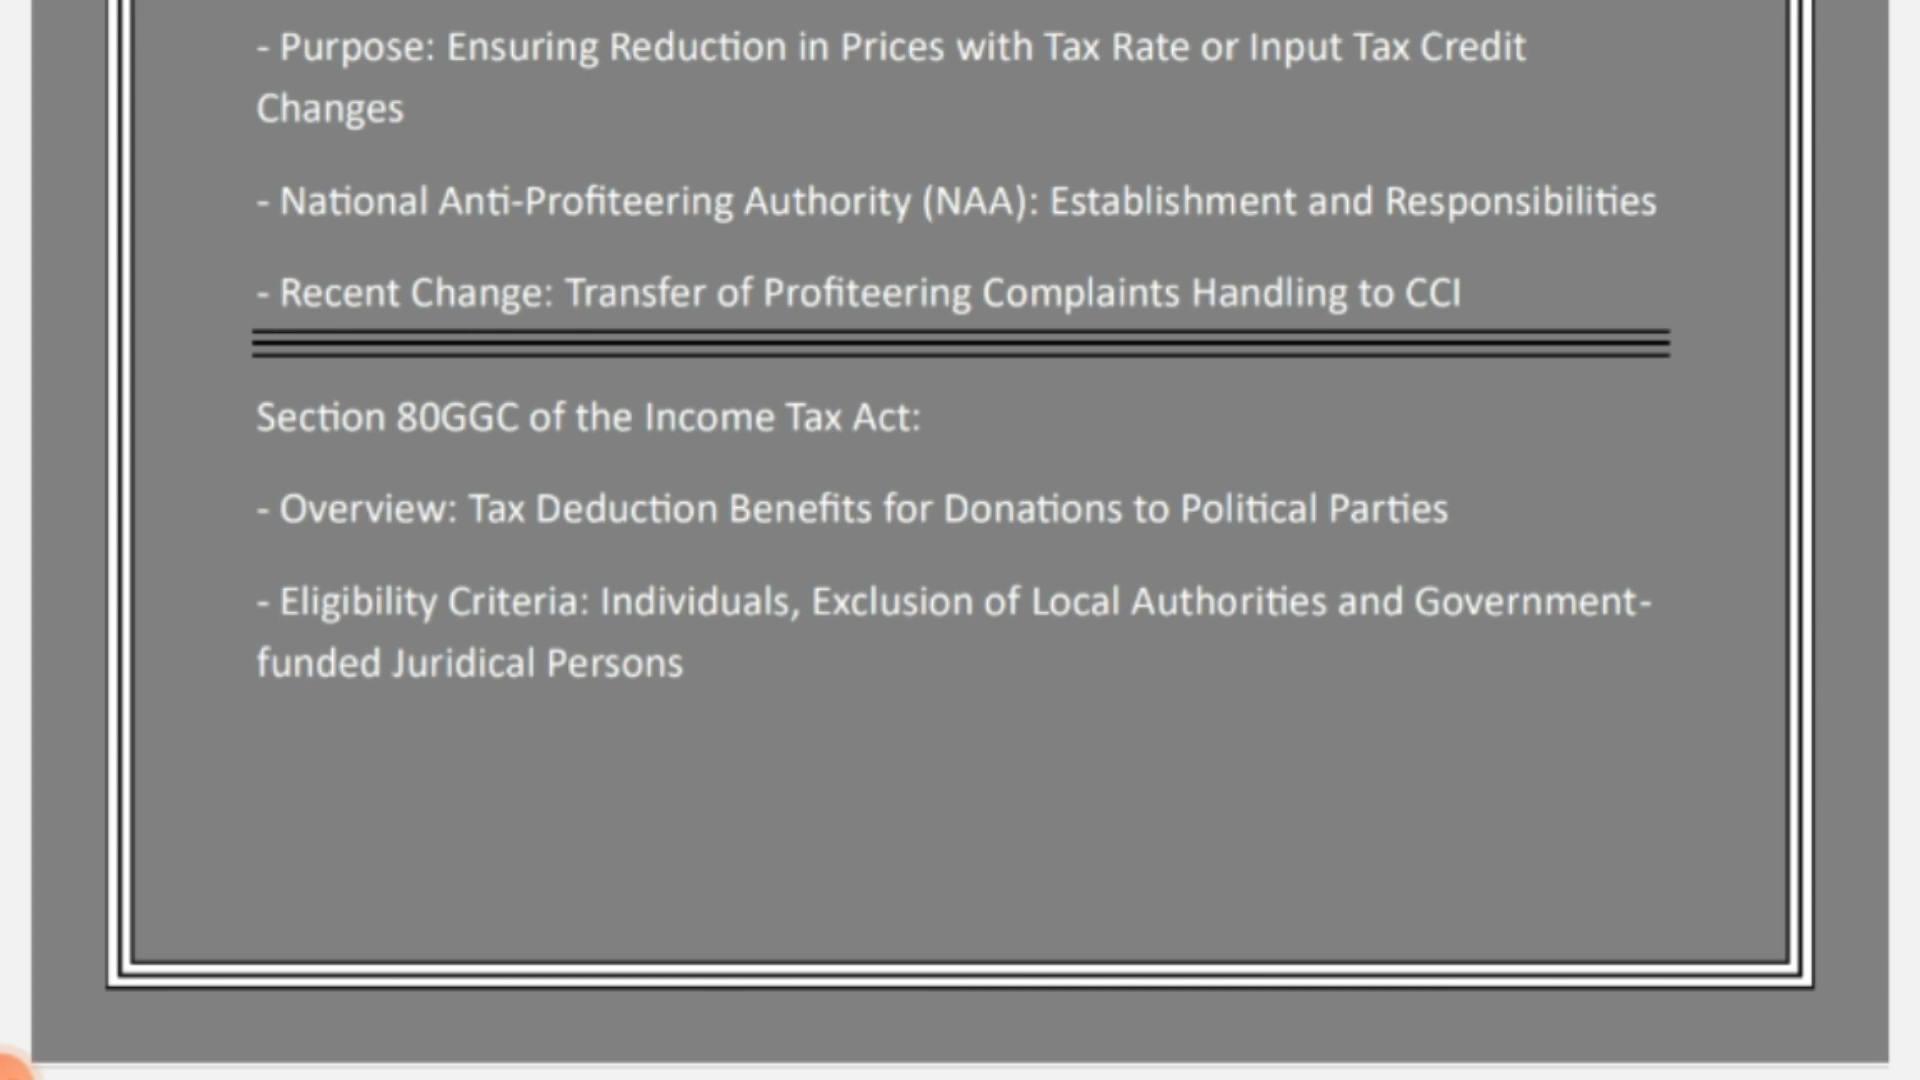 - Purpose: Ensuring Reduction in Prices with Tax Rate or Input Tax Credit
Changes
- National Anti-Profiteering Authority (NAA): Establishment and Responsibilities
- Recent Change: Transfer of Profiteering Complaints Handling to CCI
Section 80GGC of the Income Tax Act:
- Overview: Tax Deduction Benefits for Donations to Political Parties
- Eligibility Criteria: Individuals, Exclusion of Local Authorities and Government-
funded Juridical Persons